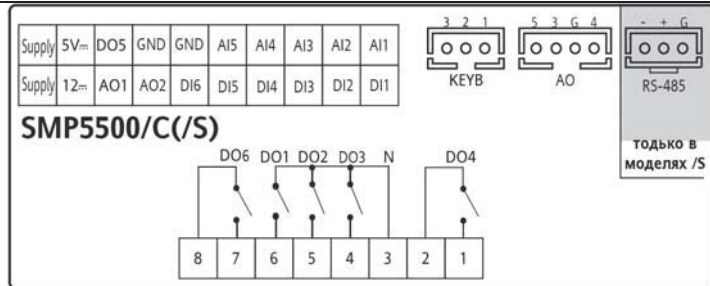 Supply 5V⎓ DO5 GND GND AI5 AI4 AI3 AI2 AI1
Supply 12⎓ AO1 AO2 DI6 DI5 DI4 DI3 DI2 DI1
3 2 1
KEYB
5 3 G 4
AO
- + G
RS-485
только в
моделях /S
SMP5500/C(/S)
DO6 DO1 DO2 DO3 N DO4
8 7 6 5 4 3 2 1